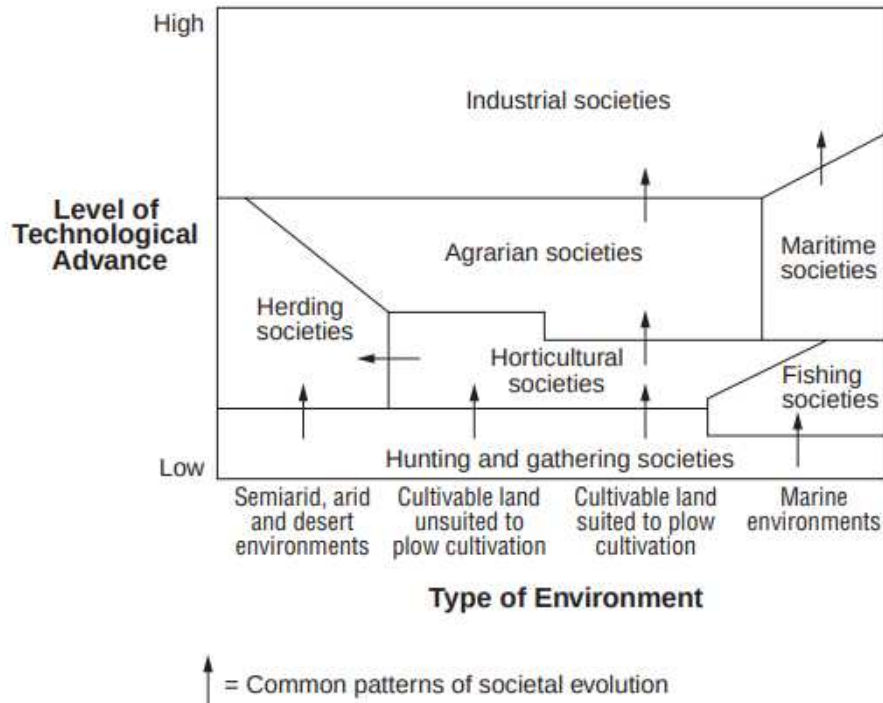 High
Industrial societies
Level of
Technological
Advance
Agrarian societies
Maritime
societies
Herding
societies
Horticultural
societies
Fishing
societies
Low
Hunting and gathering societies
Semiarid, arid
and desert
environments
Cultivable land
unsuited to
plow cultivation
Cultivable land
suited to plow
cultivation
Marine
environments
Type of Environment
= Common patterns of societal evolution